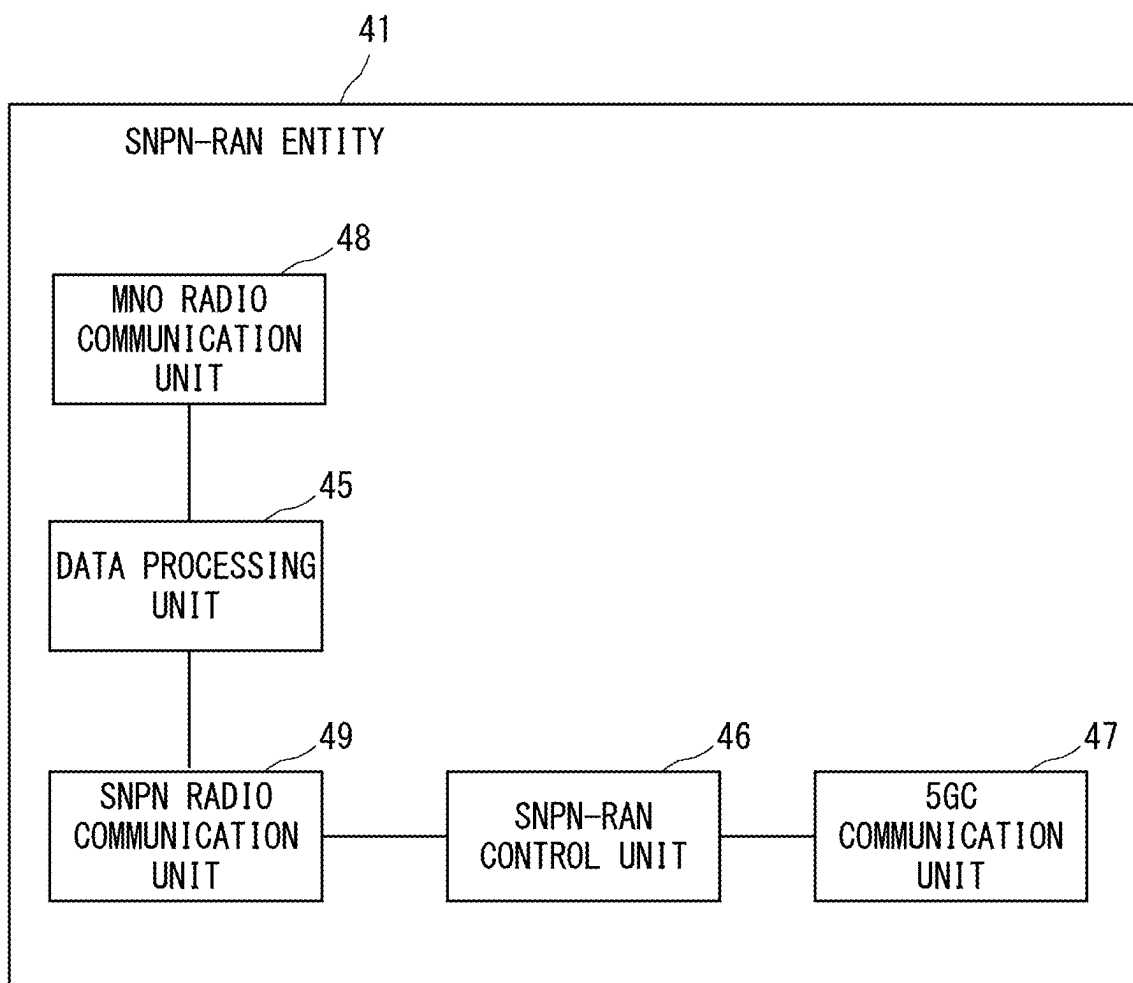 41
SNPN-RAN ENTITY
48
MNO RADIO
COMMUNICATION
UNIT
45
DATA PROCESSING
UNIT
49
SNPN RADIO
COMMUNICATION
UNIT
46
SNPN-RAN
CONTROL UNIT
47
5GC
COMMUNICATION
UNIT